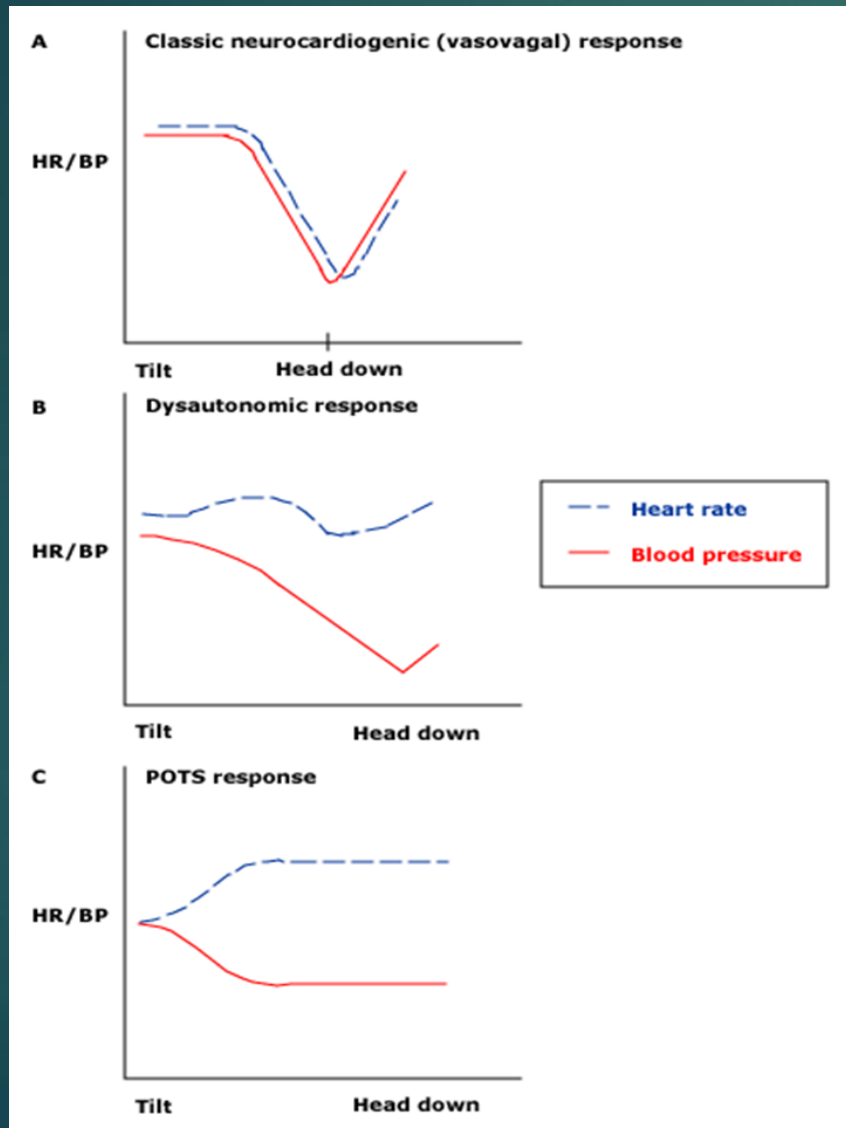 A Classic neurocardiogenic (vasovagal) response
HR/BP
Tilt Head down
B Dysautonomic response
HR/BP
Heart rate
Blood pressure
Tilt Head down
C POTS response
HR/BP
Tilt Head down